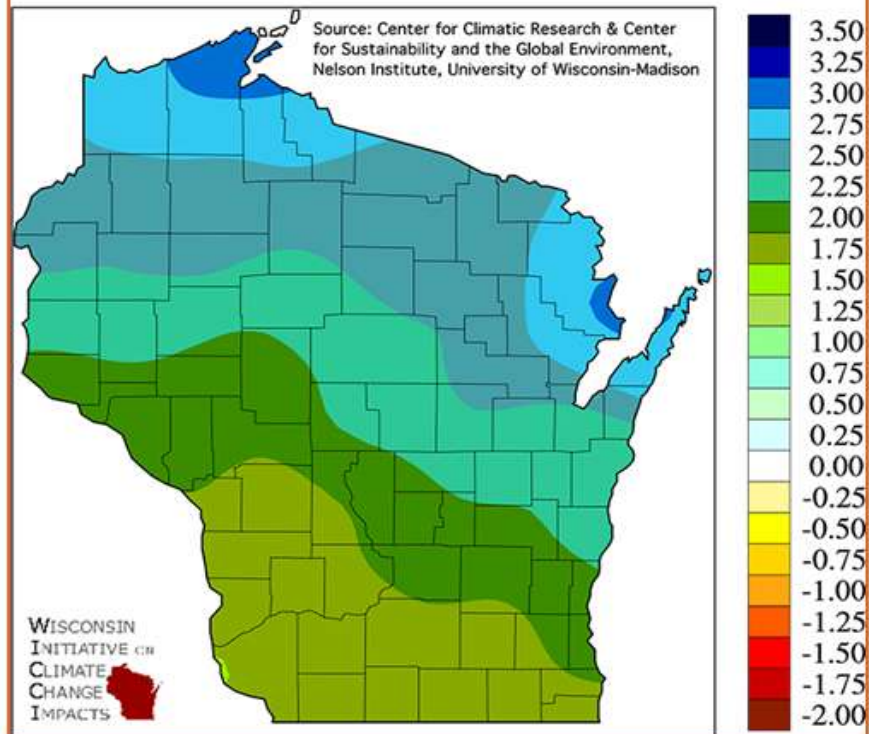 Source: Center for Climatic Research & Center
for Sustainability and the Global Environment,
Nelson Institute, University of Wisconsin-Madison
3.50
3.25
3.00
2.75
2.50
2.25
2.00
1.75
1.50
1.25
1.00
0.75
0.50
0.25
0.00
-0.25
-0.50
-0.75
-1.00
-1.25
-1.50
-1.75
-2.00
WISCONSIN
INITIATIVE ON
CLIMATE
CHANGE
IMPACTS